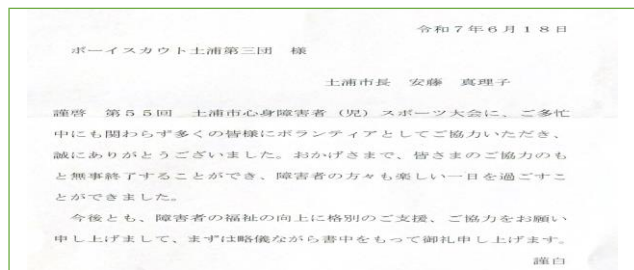 令和7年6月18日
ボーイスカウト土浦第三団 様
土浦市長 安藤 真理子
謹啓 第55回 土浦市心身障害者(児)スポーツ大会に、ご多忙
中にも関わらず多くの皆様にボランティアとしてご協力いただき、
誠にありがとうございました。おかげさまで、皆さまのご協力のも
と無事終了することができ、障害者の方々も楽しい一日を過ごすこ
とができました。
今後とも、障害者の福祉の向上に格別のご支援、ご協力をお願い
申し上げまして、まずは略儀ながら書中をもって御礼申し上げます。
謹白